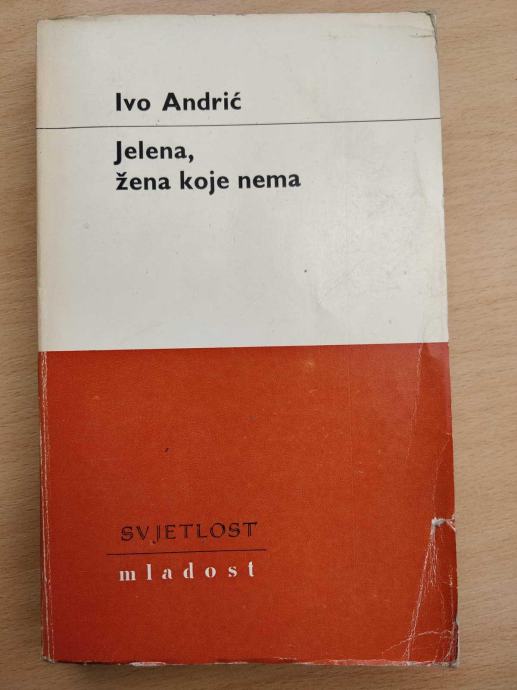 Ivo Andrić
Jelena,
žena koje nema
SVJETLOST
mladost